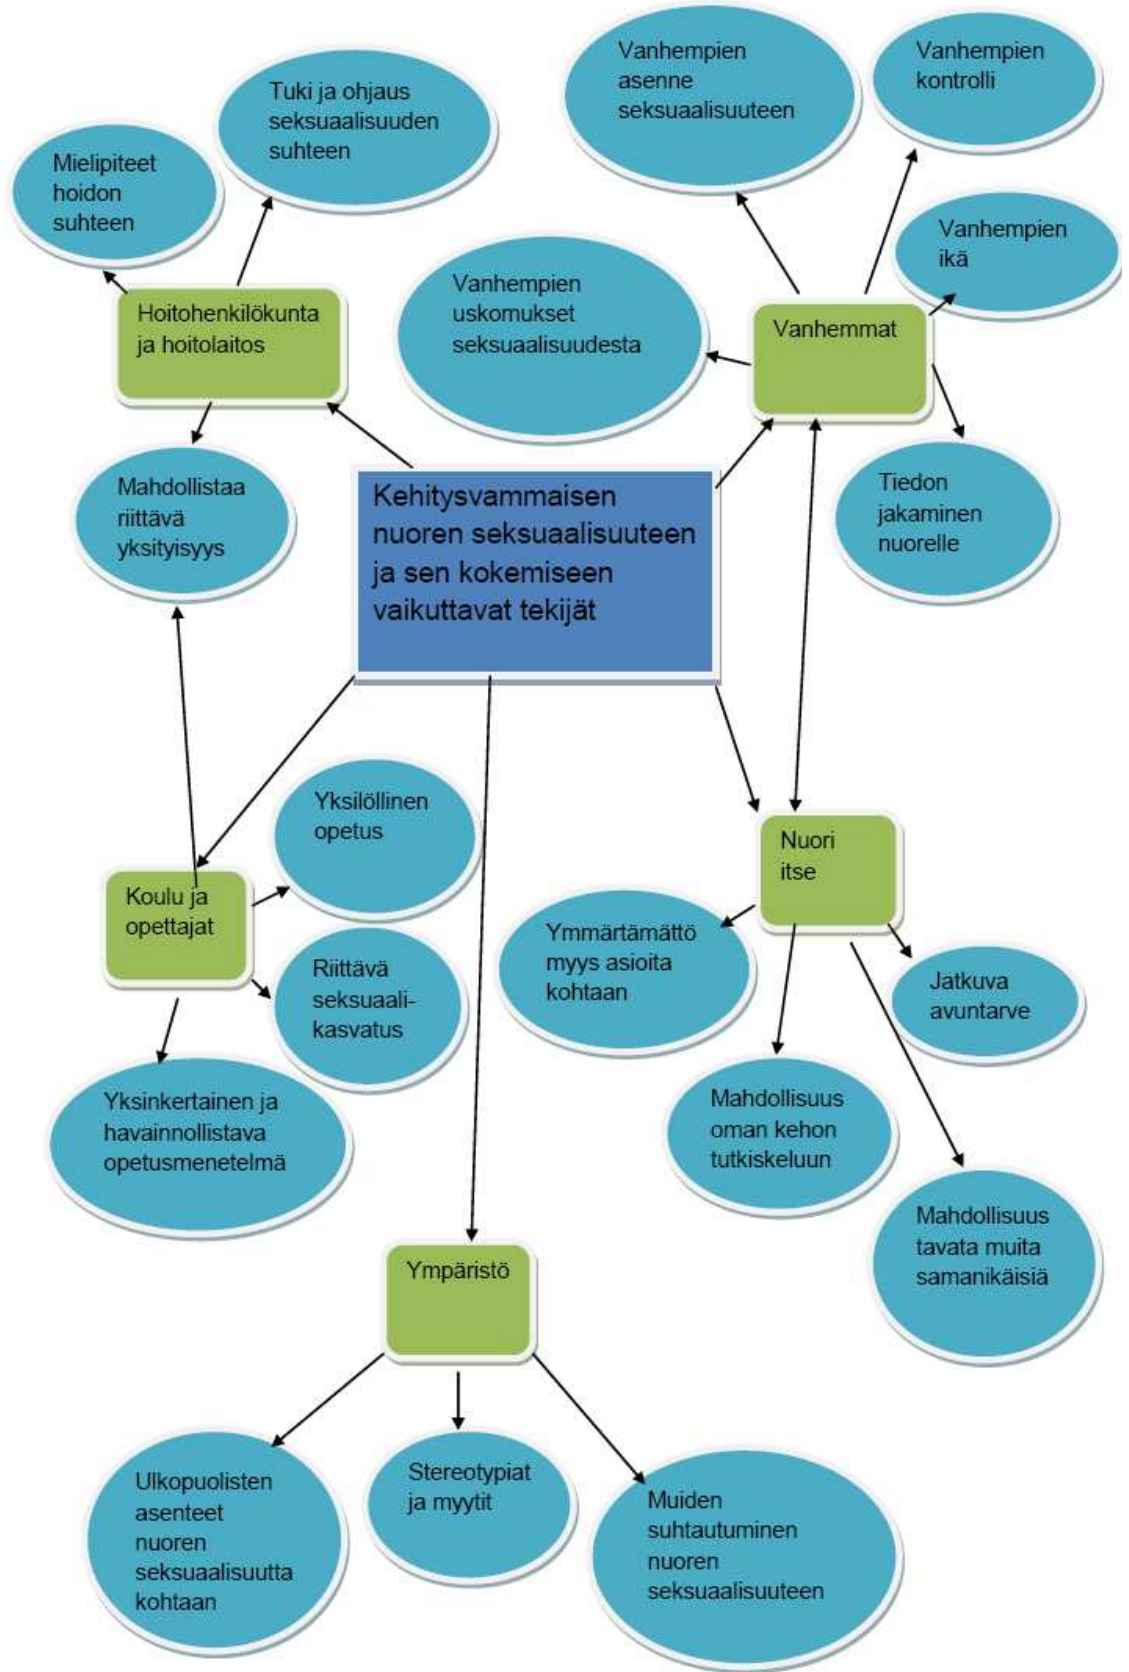 Vanhempien
asenne
seksuaalisuuteen
Vanhempien
kontrolli
Tuki ja ohjaus
seksuaalisuuden
suhteen
Mielipiteet
hoidon
suhteen
Vanhempien
ikä
Vanhempien
uskomukset
seksuaalisuudesta
Hoitohenkilökunta
ja hoitolaitos
Vanhemmat
Mahdollistaa
riittävä
yksityisyys
Kehitysvammaisen
nuoren seksuaalisuuteen
ja sen kokemiseen
vaikuttavat tekijät
Tiedon
jakaminen
nuorelle
Yksilöllinen
opetus
Nuori
itse
Koulu ja
opettajat
Ymmärtämättö
myys asioita
kohtaan
Riittävä
seksuaali-
kasvatus
Jatkuva
avuntarve
Yksinkertainen ja
havainnollistava
opetusmenetelmä
Mahdollisuus
oman kehon
tutkiskeluun
Mahdollisuus
tavata muita
samanikäisiä
Ympäristö
Ulkopuolisten
asenteet
nuoren
seksuaalisuutta
kohtaan
Stereotypiat
ja myytit
Muiden
suhtautuminen
nuoren
seksuaalisuuteen